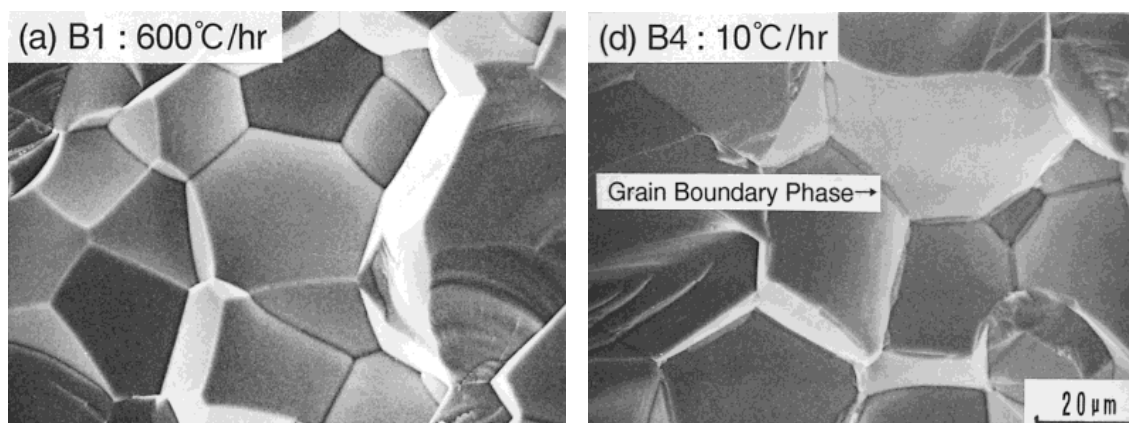 (a) B1 : 600℃/hr
(d) B4 : 10℃/hr
Grain Boundary Phase→
20μm